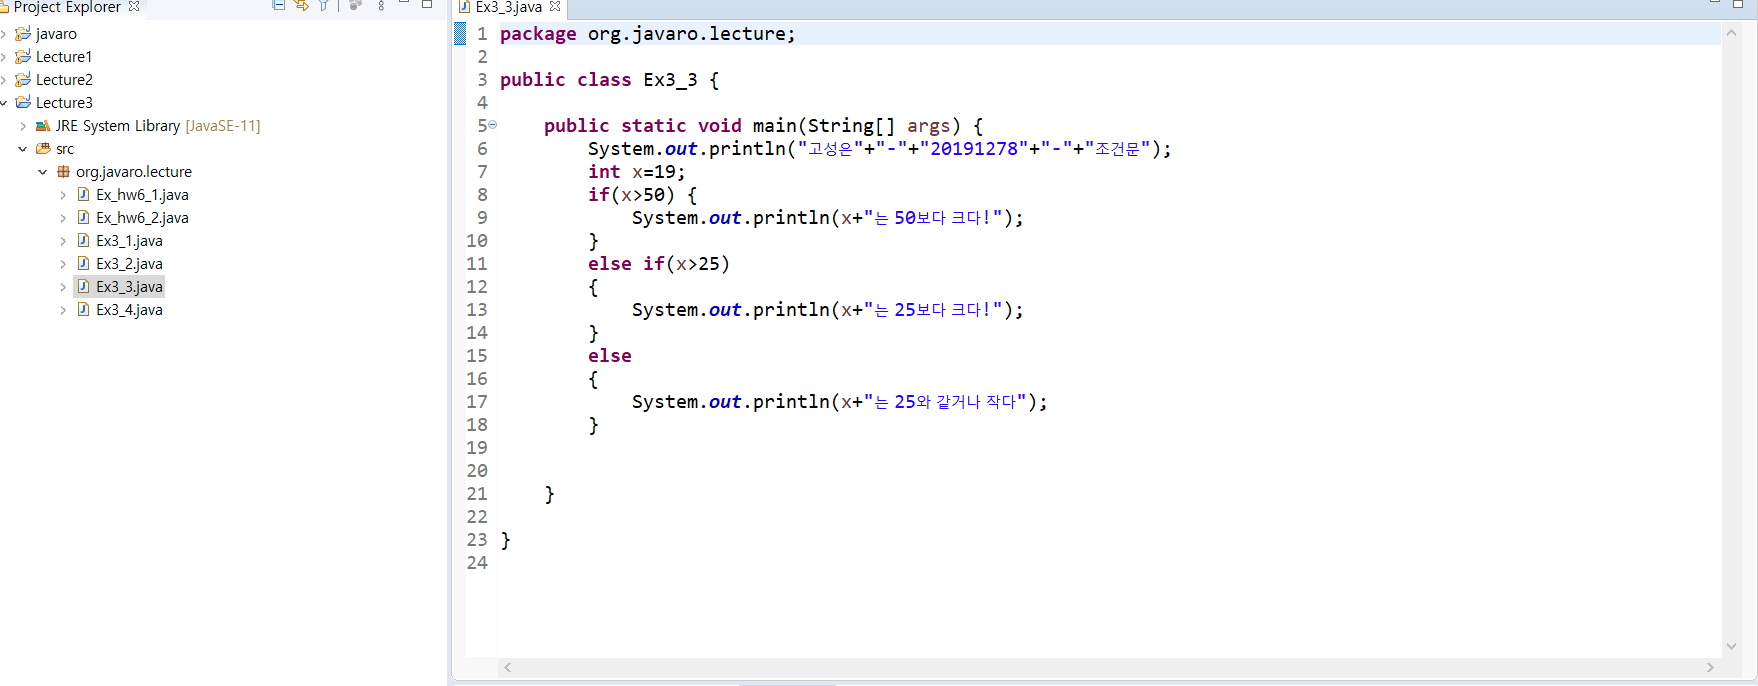 Project Explorer
javaro
Lecture1
Lecture2
Lecture3
JRE System Library [JavaSE-11]
src
org.javaro.lecture
Ex_hw6_1.java
Ex_hw6_2.java
Ex3_1.java
Ex3_2.java
Ex3_3.java
Ex3_4.java
Ex3_3.java
1 package org.javaro.lecture;
2
3 public class Ex3_3 {
4
5 public static void main(String[] args) {
6 System.out.println("고성은"+"-"+"20191278"+"-"+"조건문");
7 int x=19;
8 if(x>50) {
9 System.out.println(x+"는 50보다 크다!");
10 }
11 else if(x>25)
12 {
13 System.out.println(x+"는 25보다 크다!");
14 }
15 else
16 {
17 System.out.println(x+"는 25와 같거나 작다");
18 }
19
20
21 }
22
23 }
24